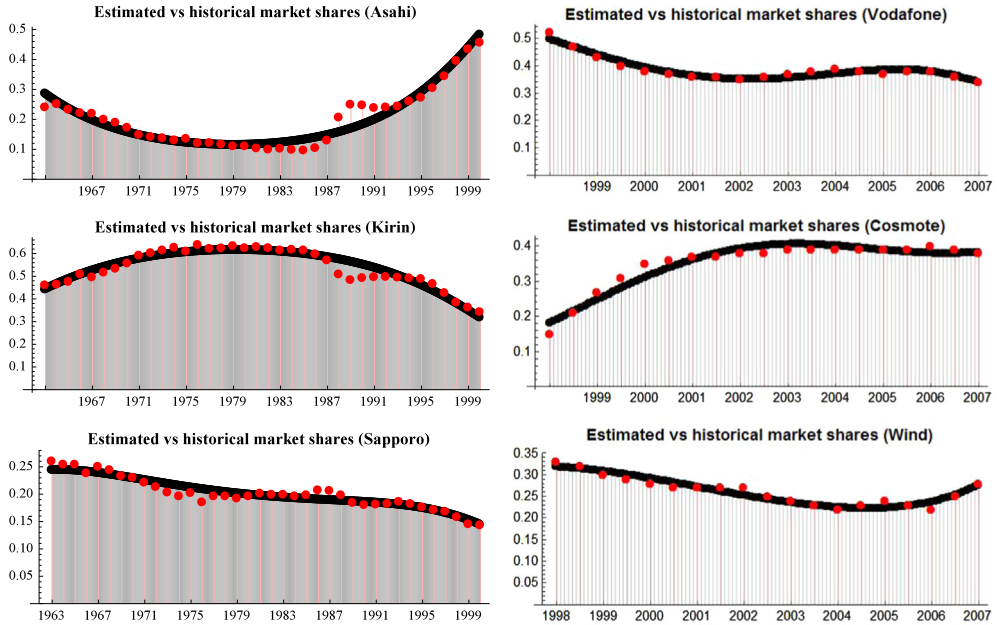 Estimated vs historical market shares (Asahi)
0.5
0.4
0.3
0.2
0.1
1967 1971 1975 1979 1983 1987 1991 1995 1999
Estimated vs historical market shares (Vodafone)
0.5
0.4
0.3
0.2
0.1
1999 2000 2001 2002 2003 2004 2005 2006 2007
Estimated vs historical market shares (Kirin)
0.6
0.5
0.4
0.3
0.2
0.1
1967 1971 1975 1979 1983 1987 1991 1995 1999
Estimated vs historical market shares (Cosmote)
0.4
0.3
0.2
0.1
1999 2000 2001 2002 2003 2004 2005 2006 2007
Estimated vs historical market shares (Sapporo)
0.25
0.20
0.15
0.10
0.05
1963 1967 1971 1975 1979 1983 1987 1991 1995 1999
Estimated vs historical market shares (Wind)
0.35
0.30
0.25
0.20
0.15
0.10
0.05
1998 1999 2000 2001 2002 2003 2004 2005 2006 2007